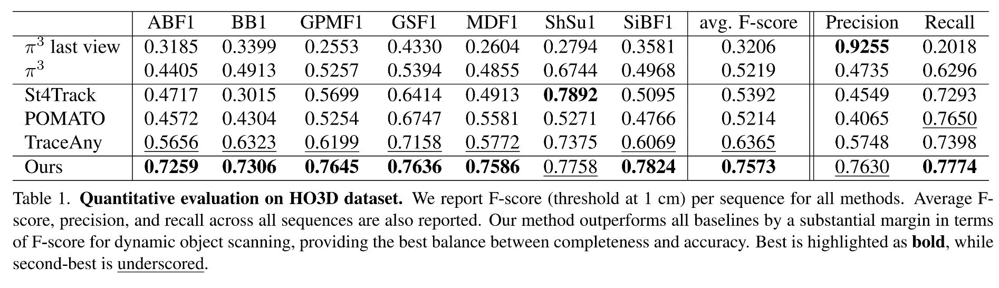 ABF1 BB1 GPMF1 GSF1 MDF1 ShSu1 SiBF1 avg. F-score Precision Recall
π³ last view 0.3185 0.3399 0.2553 0.4330 0.2604 0.2794 0.3581 0.3206 0.9255 0.2018
π³ 0.4405 0.4913 0.5257 0.5394 0.4855 0.6744 0.4968 0.5219 0.4735 0.6296
St4Track 0.4717 0.3015 0.5699 0.6414 0.4913 0.7892 0.5095 0.5392 0.4549 0.7293
POMATO 0.4572 0.4304 0.5254 0.6747 0.5581 0.5271 0.4766 0.5214 0.4065 0.7650
TraceAny 0.5656 0.6323 0.6199 0.7158 0.5772 0.7375 0.6069 0.6365 0.5748 0.7398
Ours 0.7259 0.7306 0.7645 0.7636 0.7586 0.7758 0.7824 0.7573 0.7630 0.7774
Table 1. Quantitative evaluation on HO3D dataset. We report F-score (threshold at 1 cm) per sequence for all methods. Average F-
score, precision, and recall across all sequences are also reported. Our method outperforms all baselines by a substantial margin in terms
of F-score for dynamic object scanning, providing the best balance between completeness and accuracy. Best is highlighted as bold, while
second-best is underscored.